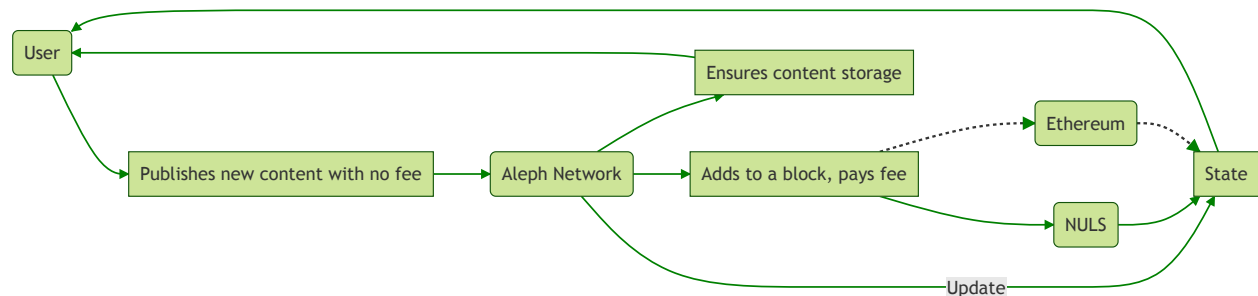 User
Ensures content storage
Ethereum
Publishes new content with no fee
Aleph Network
Adds to a block, pays fee
State
NULS
Update